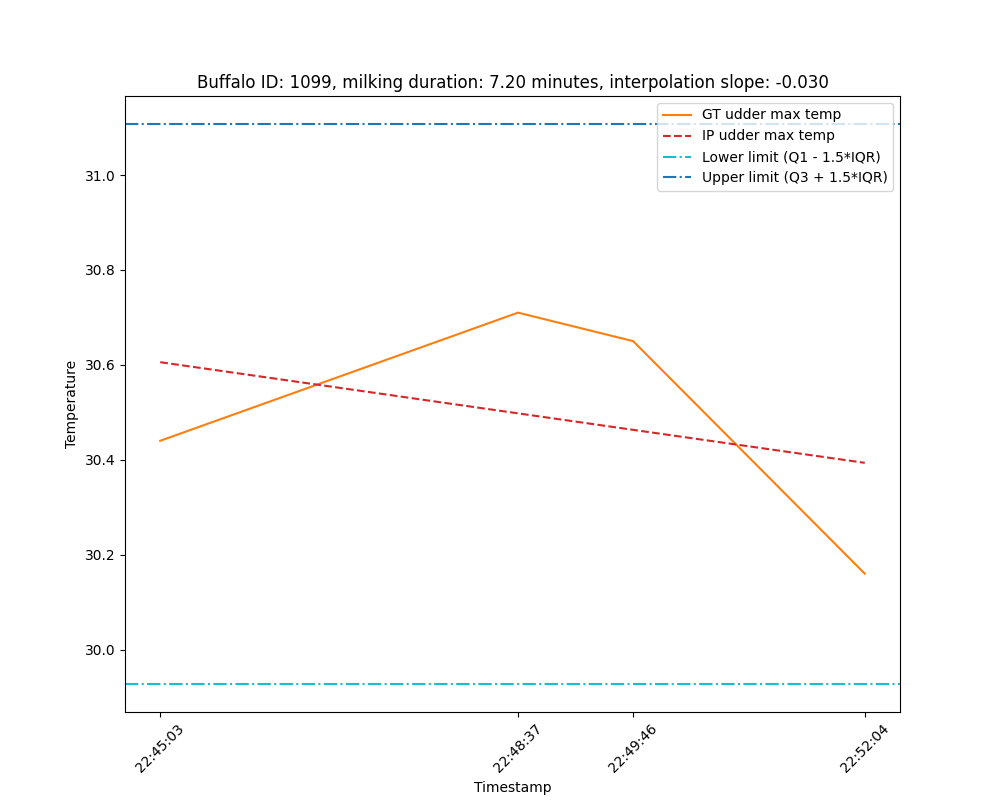 Buffalo ID: 1099, milking duration: 7.20 minutes, interpolation slope: -0.030
GT udder max temp
IP udder max temp
Lower limit (Q1 - 1.5*IQR)
Upper limit (Q3 + 1.5*IQR)
31.0
30.8
30.6
30.4
30.2
30.0
Temperature
22:45:03
22:48:37
22:49:46
22:52:04
Timestamp